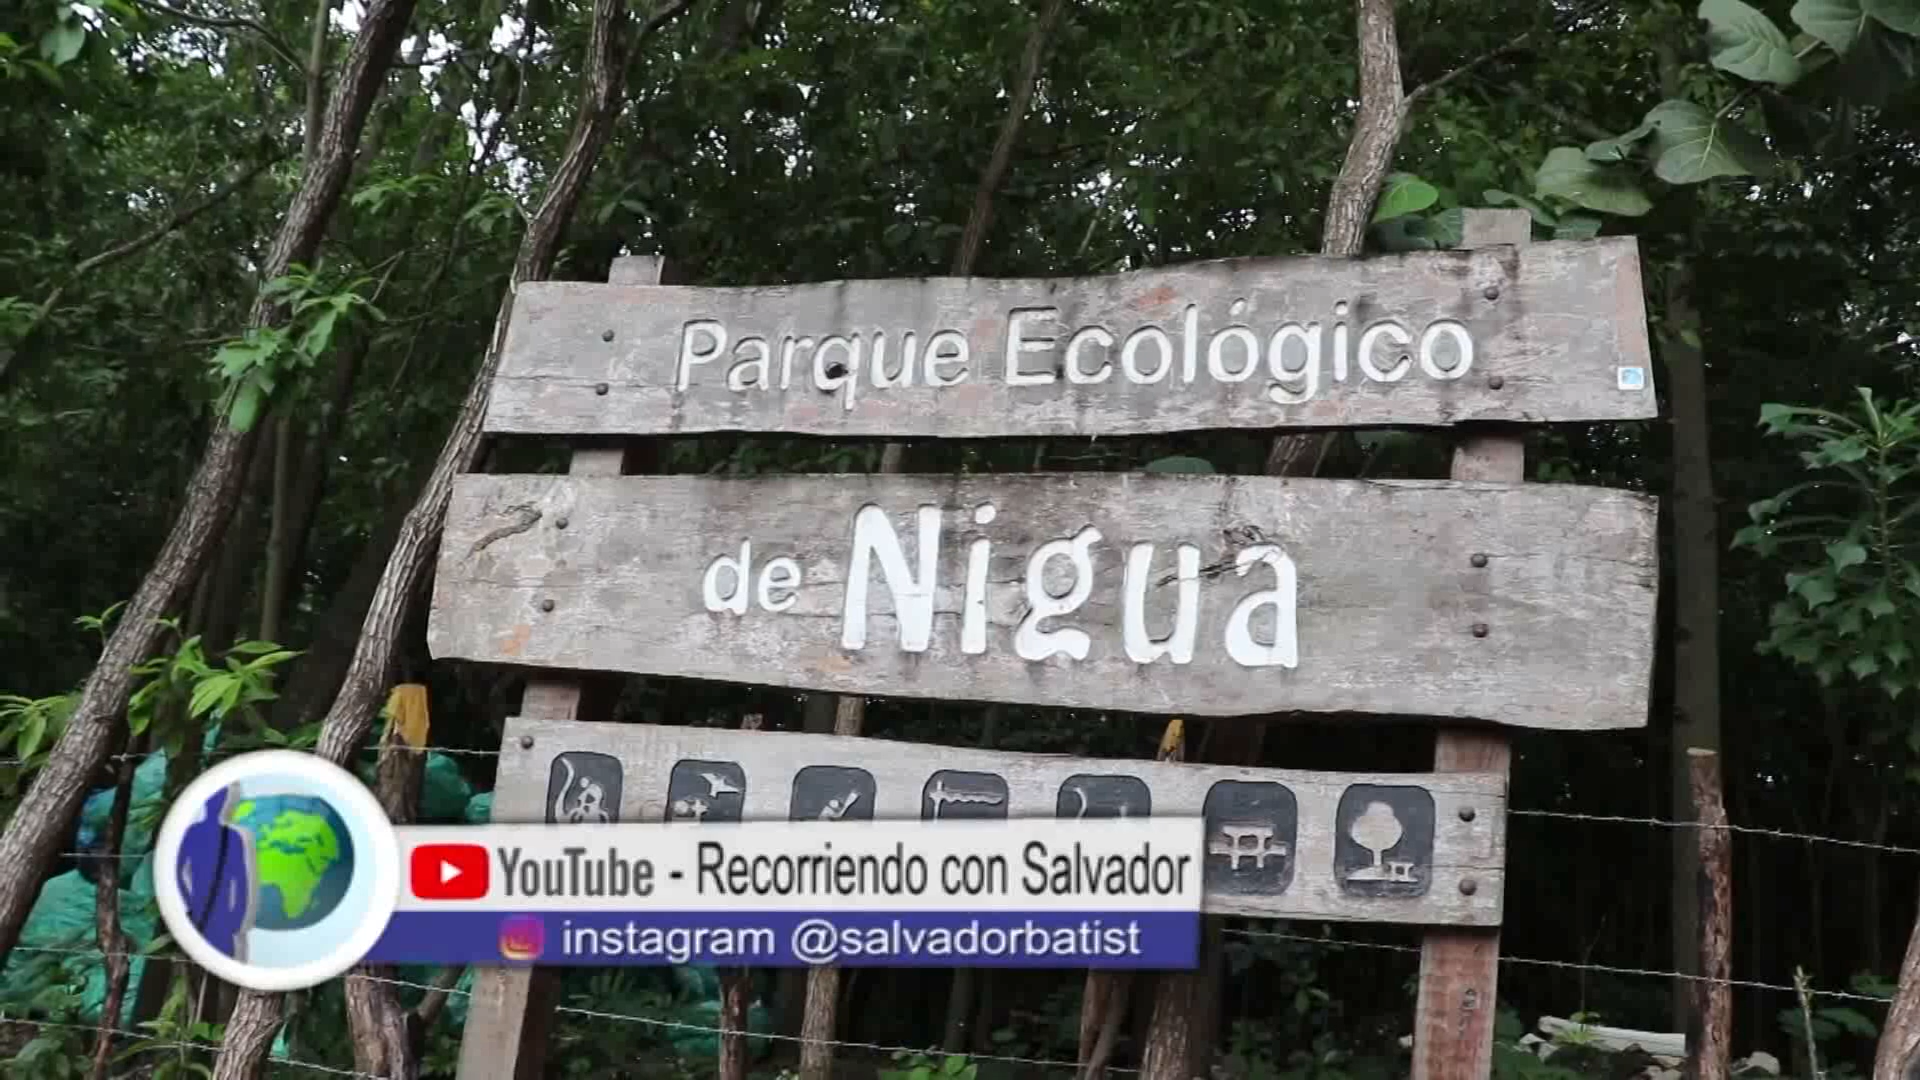 Parque Ecológico
de Nigua
YouTube - Recorriendo con Salvador
instagram @salvadorbatist